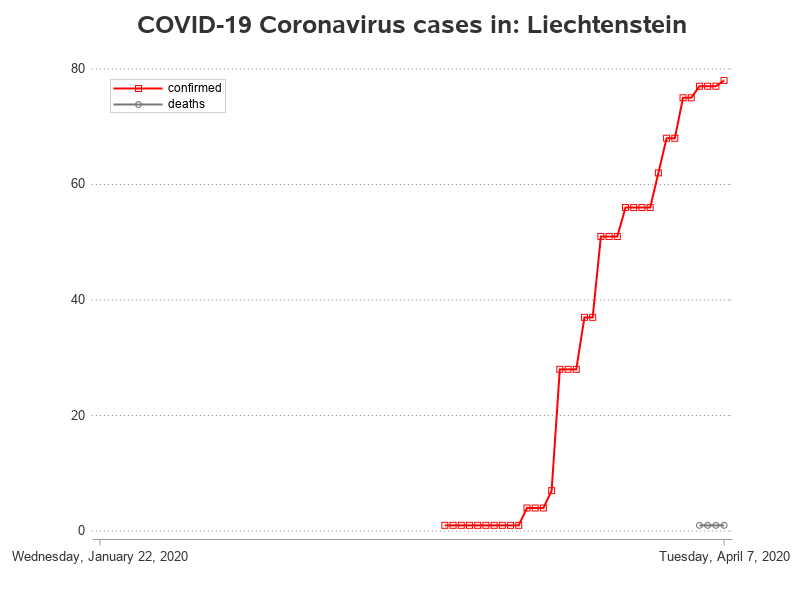 COVID-19 Coronavirus cases in: Liechtenstein
80
confirmed
deaths
60
40
20
0
Wednesday, January 22, 2020
Tuesday, April 7, 2020